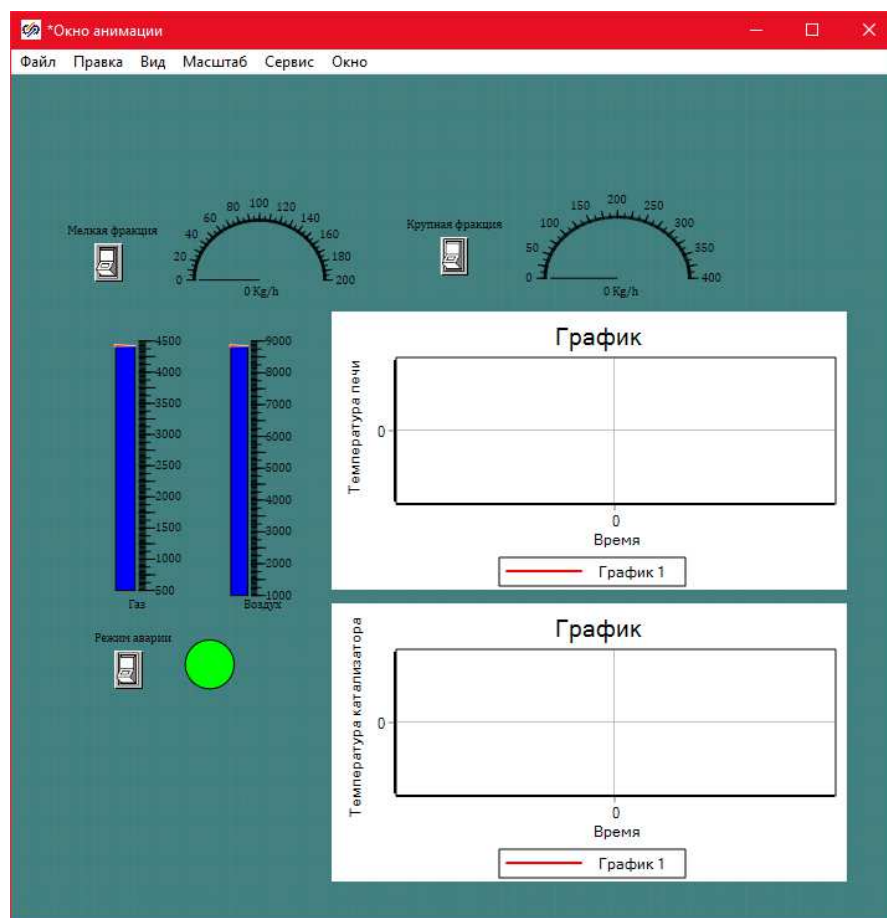 *Окно анимации
Файл Правка Вид Масштаб Сервис Окно
Мелкая фракция
0 20 40 60 80 100 120 140 160 180 200
0 Kg/h
Крупная фракция
0 50 100 150 200 250 300 350 400
0 Kg/h
4500
4000
3500
3000
2500
2000
1500
1000
500
Газ
9000
8000
7000
6000
5000
4000
3000
2000
1000
Воздух
График
Температура печи
0
0
Время
График 1
Режим аварии
График
Температура катализатора
0
0
Время
График 1